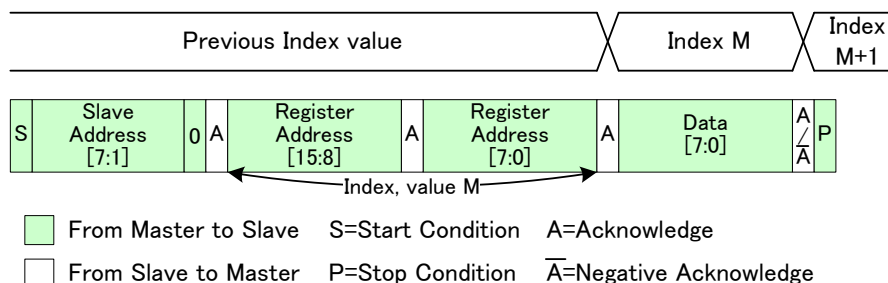 Previous Index value
Index M
Index
M+1
S
Slave
Address
[7:1]
0
A
Register
Address
[15:8]
A
Register
Address
[7:0]
A
Data
[7:0]
A
/
A̅
P
Index, value M
From Master to Slave S=Start Condition A=Acknowledge
From Slave to Master P=Stop Condition A̅=Negative Acknowledge